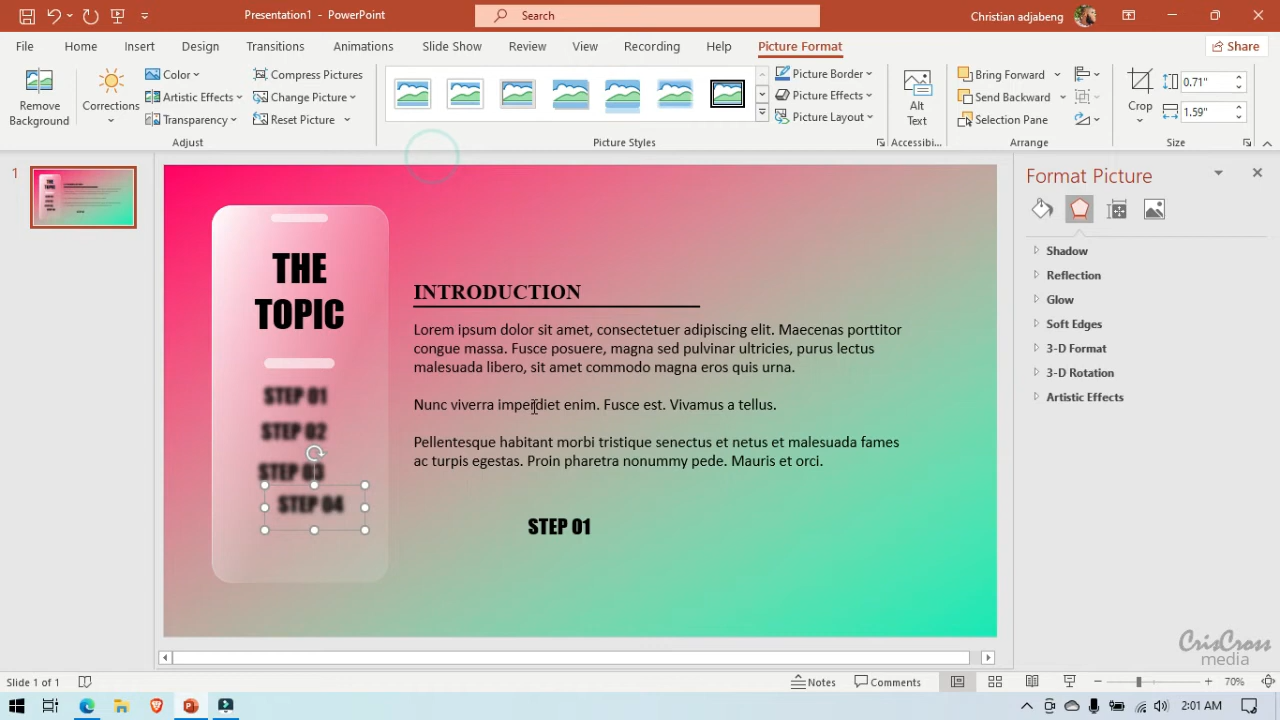 Presentation1 - PowerPoint
Search
Christian adjabeng
File Home Insert Design Transitions Animations Slide Show Review View Recording Help Picture Format Share
Remove Background
Corrections
Color
Artistic Effects
Transparency
Compress Pictures
Change Picture
Reset Picture
Adjust
Picture Border
Picture Effects
Picture Layout
Picture Styles
Alt Text
Accessibi...
Bring Forward
Send Backward
Selection Pane
Arrange
Crop
0.71"
1.59"
Size
1
THE
TOPIC
STEP 01
STEP 02
STEP 03
STEP 04
INTRODUCTION
Lorem ipsum dolor sit amet, consectetuer adipiscing elit. Maecenas porttitor
congue massa. Fusce posuere, magna sed pulvinar ultricies, purus lectus
malesuada libero, sit amet commodo magna eros quis urna.
Nunc viverra imperdiet enim. Fusce est. Vivamus a tellus.
Pellentesque habitant morbi tristique senectus et netus et malesuada fames
ac turpis egestas. Proin pharetra nonummy pede. Mauris et orci.
STEP 01
Format Picture
Shadow
Reflection
Glow
Soft Edges
3-D Format
3-D Rotation
Artistic Effects
CrisCross
media
Slide 1 of 1
Notes
Comments
70%
2:01 AM